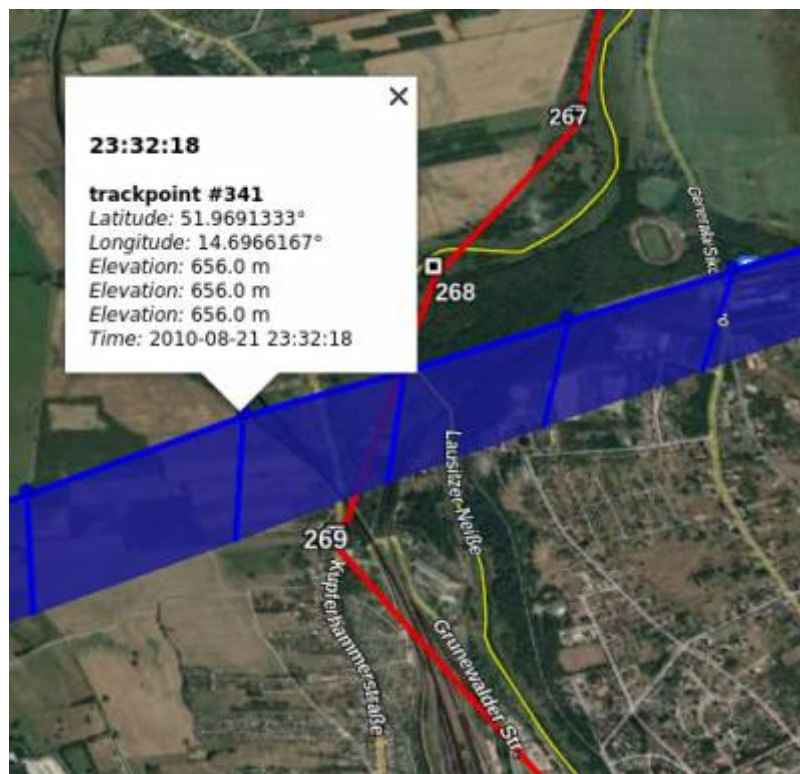 267
23:32:18
trackpoint #341
Latitude: 51.9691333°
Longitude: 14.6966167°
Elevation: 656.0 m
Elevation: 656.0 m
Elevation: 656.0 m
Time: 2010-08-21 23:32:18
268
Lausitzer Neiße
269
Kupferhammerstraße
Grunewalder Str.